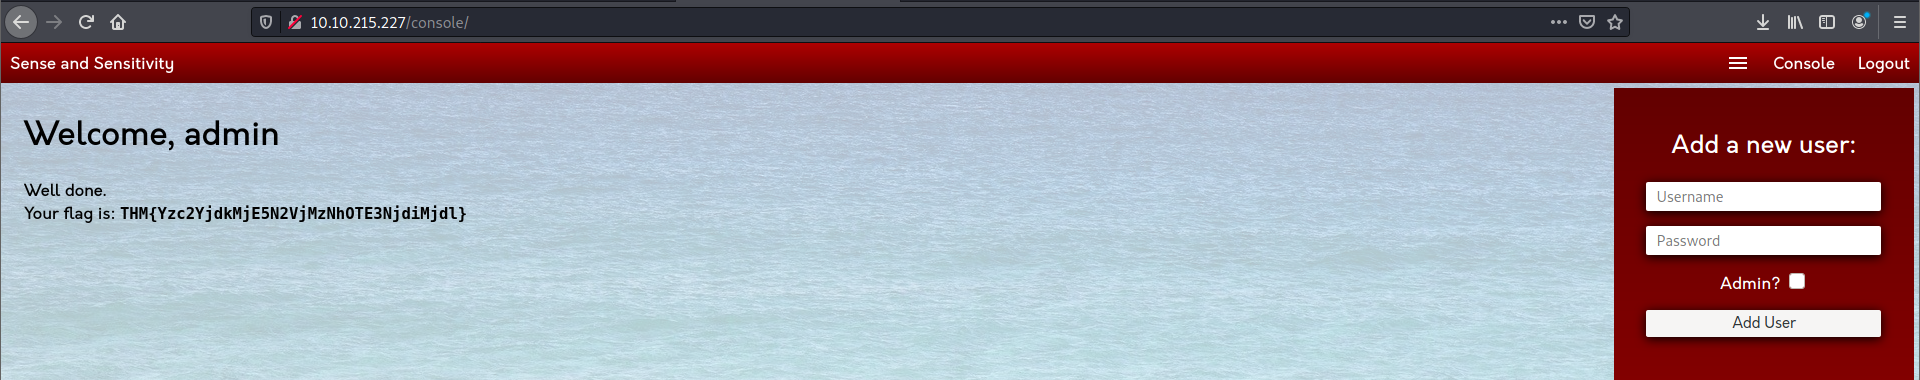 10.10.215.227/console/
Sense and Sensitivity
Console
Logout
Welcome, admin
Well done.
Your flag is: THM{Yzc2YjdkMjE5N2VjMzNhOTE3NjdiMjdl}
Add a new user:
Username
Password
Admin?
Add User